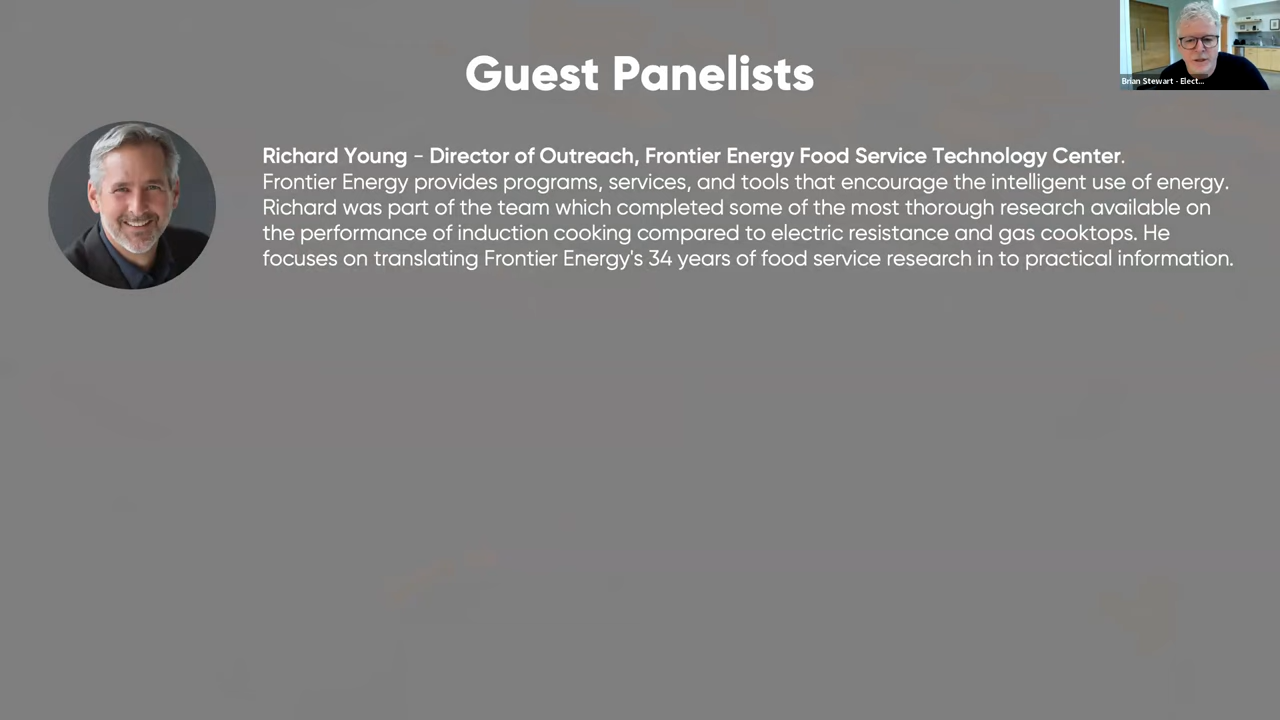 Guest Panelists
Brian Stewart - Elect...
Richard Young - Director of Outreach, Frontier Energy Food Service Technology Center.
Frontier Energy provides programs, services, and tools that encourage the intelligent use of energy.
Richard was part of the team which completed some of the most thorough research available on
the performance of induction cooking compared to electric resistance and gas cooktops. He
focuses on translating Frontier Energy's 34 years of food service research in to practical information.